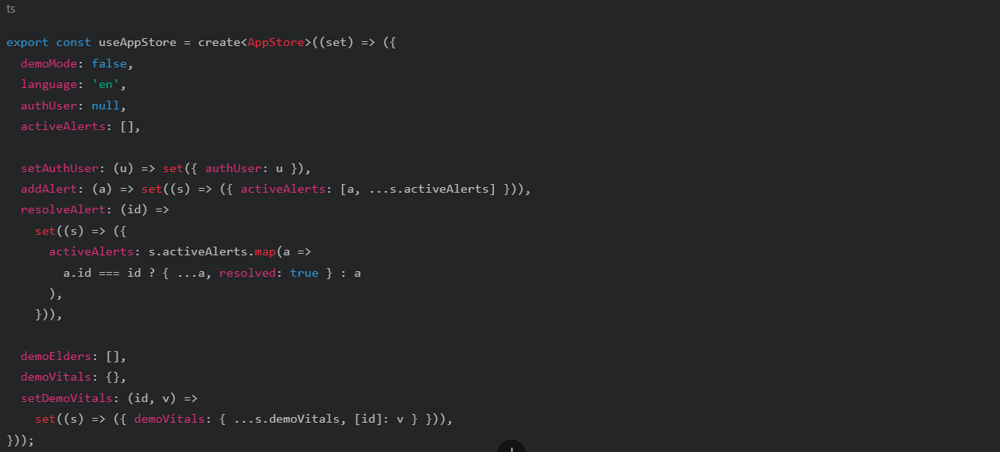 ts
export const useAppStore = create<AppStore>((set) => ({
  demoMode: false,
  language: 'en',
  authUser: null,
  activeAlerts: [],

  setAuthUser: (u) => set({ authUser: u }),
  addAlert: (a) => set((s) => ({ activeAlerts: [a, ...s.activeAlerts] })),
  resolveAlert: (id) =>
    set((s) => ({
      activeAlerts: s.activeAlerts.map(a =>
        a.id === id ? { ...a, resolved: true } : a
      ),
    })),

  demoElders: [],
  demoVitals: {},
  setDemoVitals: (id, v) =>
    set((s) => ({ demoVitals: { ...s.demoVitals, [id]: v } })),
}));